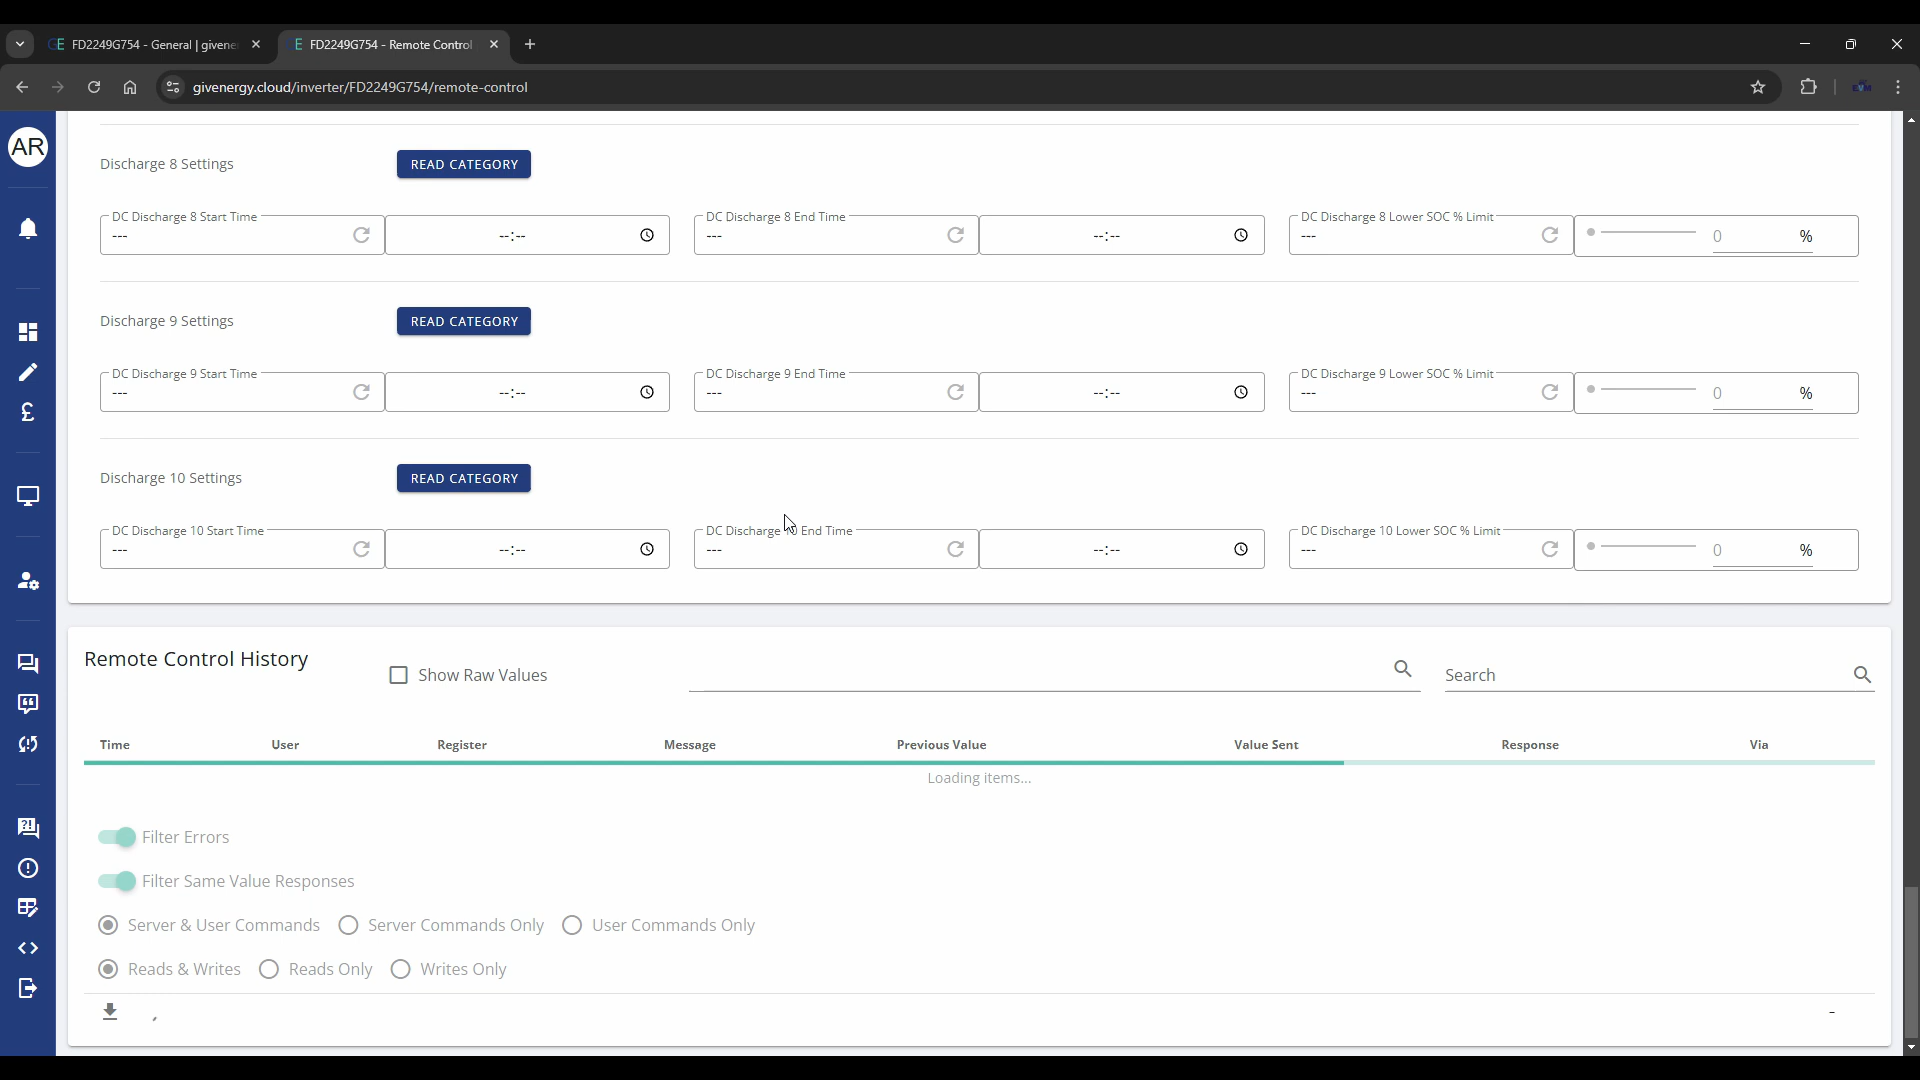 FD2249G754 - General | givene
FD2249G754 - Remote Control
givenergy.cloud/inverter/FD2249G754/remote-control
AR
Discharge 8 Settings READ CATEGORY
DC Discharge 8 Start Time DC Discharge 8 End Time DC Discharge 8 Lower SOC % Limit
--- --:-- --- --:-- --- 0 %
Discharge 9 Settings READ CATEGORY
DC Discharge 9 Start Time DC Discharge 9 End Time DC Discharge 9 Lower SOC % Limit
--- --:-- --- --:-- --- 0 %
Discharge 10 Settings READ CATEGORY
DC Discharge 10 Start Time DC Discharge End Time DC Discharge 10 Lower SOC % Limit
--- --:-- --- --:-- --- 0 %
Remote Control History Show Raw Values Search
Time User Register Message Previous Value Value Sent Response Via
Loading items...
Filter Errors
Filter Same Value Responses
Server & User Commands Server Commands Only User Commands Only
Reads & Writes Reads Only Writes Only
, -